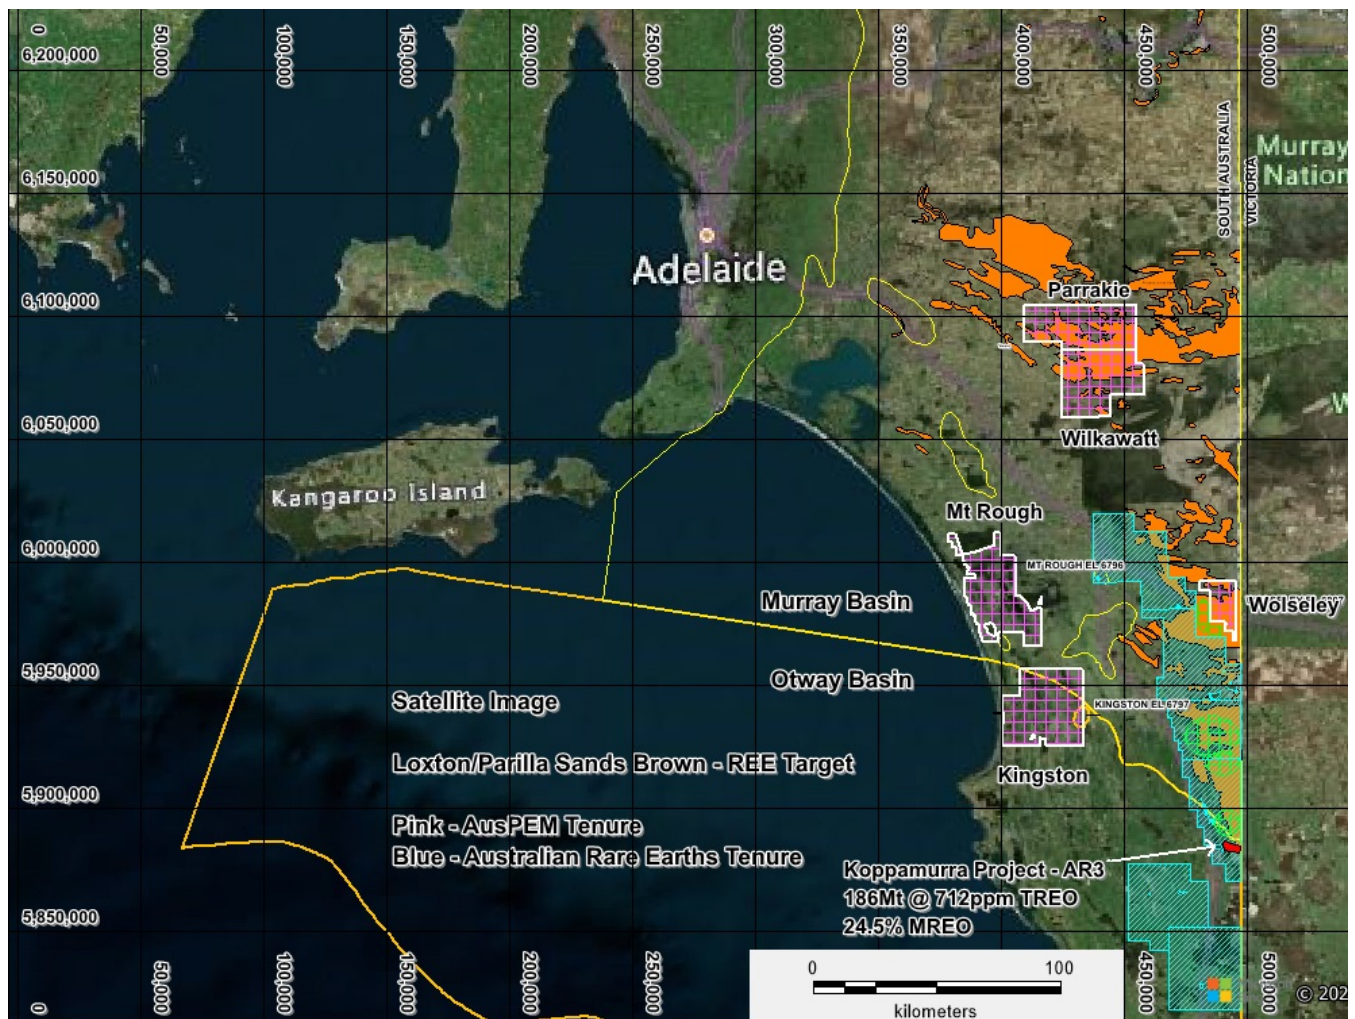 0
50,000
100,000
150,000
200,000
250,000
300,000
350,000
400,000
450,000
500,000
6,200,000
SOUTH AUSTRALIA
VICTORIA
Murray
Nation
6,150,000
Adelaide
6,100,000
Parrakie
W
6,050,000
Wilkawatt
Kangaroo Island
Mt Rough
6,000,000
MT ROUGH EL 6796
Murray Basin
Wolseley
5,950,000
Otway Basin
Satellite Image
KINGSTON EL 6797
Loxton/Parilla Sands Brown - REE Target
Kingston
5,900,000
Pink - AusPEM Tenure
Blue - Australian Rare Earths Tenure
Koppamurra Project - AR3
186Mt @ 712ppm TREO
24.5% MREO
5,850,000
0
50,000
100,000
150,000
200,000
250,000
450,000
500,000
0 100
kilometers
© 202